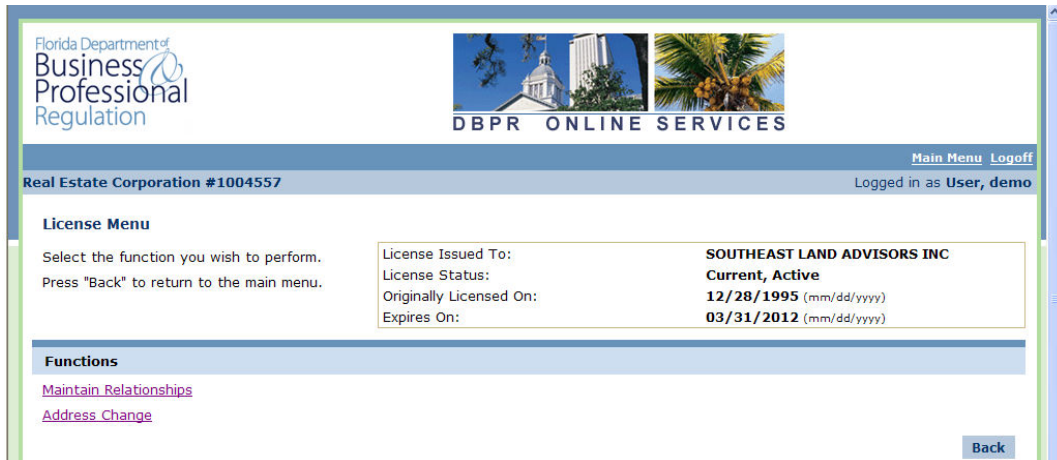 Florida Department of
Business &
Professional
Regulation
DBPR ONLINE SERVICES
Main Menu Logoff
Real Estate Corporation #1004557 Logged in as User, demo
License Menu
Select the function you wish to perform.
Press "Back" to return to the main menu.
License Issued To: SOUTHEAST LAND ADVISORS INC
License Status: Current, Active
Originally Licensed On: 12/28/1995 (mm/dd/yyyy)
Expires On: 03/31/2012 (mm/dd/yyyy)
Functions
Maintain Relationships
Address Change
Back